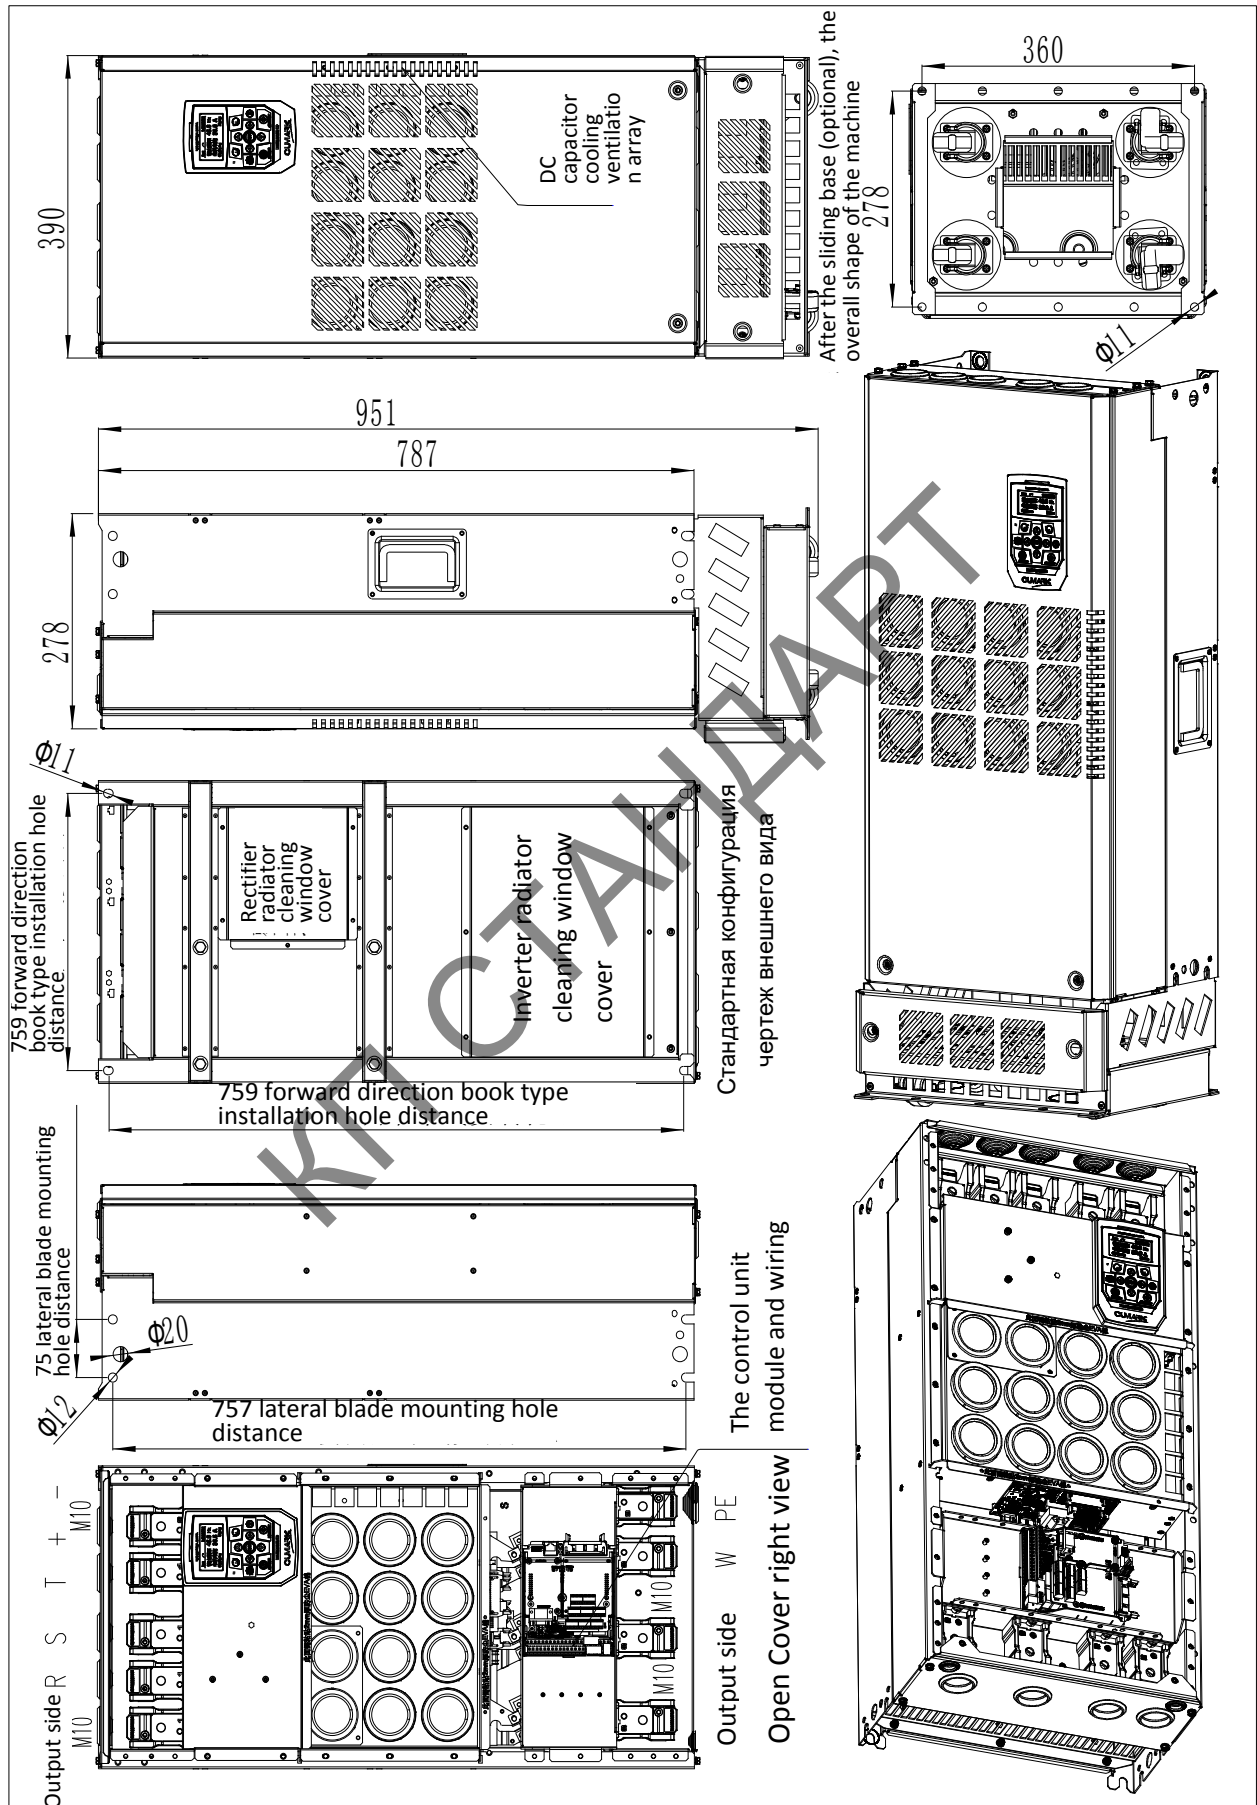 390
DC
capacitor
cooling
ventilatio
n array
After the sliding base (optional), the
overall shape of the machine
360
278
Φ11
951
787
278
Φ11
759 forward direction
book type installation hole
distance
Rectifier
radiator
cleaning
window
cover
Inverter radiator
cleaning window
cover
759 forward direction book type
installation hole distance
Стандартная конфигурация
чертеж внешнего вида
КП СТАНДАРТ
75 lateral blade mounting
hole distance
Φ20
Φ12
757 lateral blade mounting hole
distance
The control unit
module and wiring
Output side R S T + -
M10
M10
S
M10
M10
Output side W PE
Open Cover right view